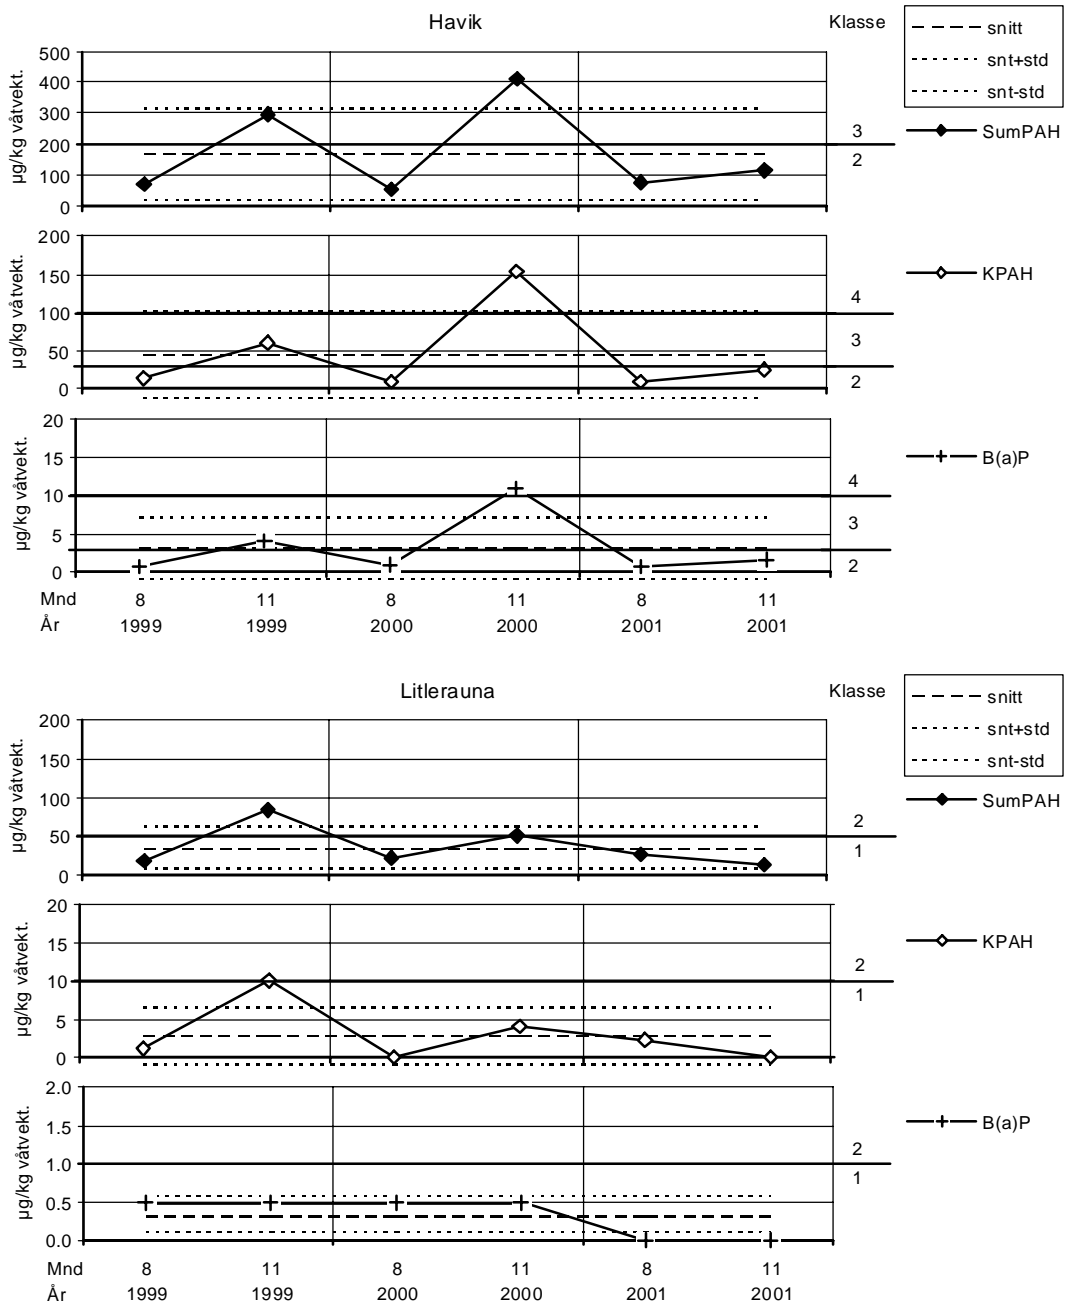 Havik
Klasse
snitt
snt+std
snt-std
µg/kg våtvekt.
500
400
300
200
100
0
3
2
SumPAH
µg/kg våtvekt.
200
150
100
50
0
4
3
2
KPAH
µg/kg våtvekt.
20
15
10
5
0
4
3
2
B(a)P
Mnd 8 11 8 11 8 11
År 1999 1999 2000 2000 2001 2001
Litlerauna
Klasse
snitt
snt+std
snt-std
µg/kg våtvekt.
200
150
100
50
0
2
1
SumPAH
µg/kg våtvekt.
20
15
10
5
0
2
1
KPAH
µg/kg våtvekt.
2.0
1.5
1.0
0.5
0.0
2
1
B(a)P
Mnd 8 11 8 11 8 11
År 1999 1999 2000 2000 2001 2001